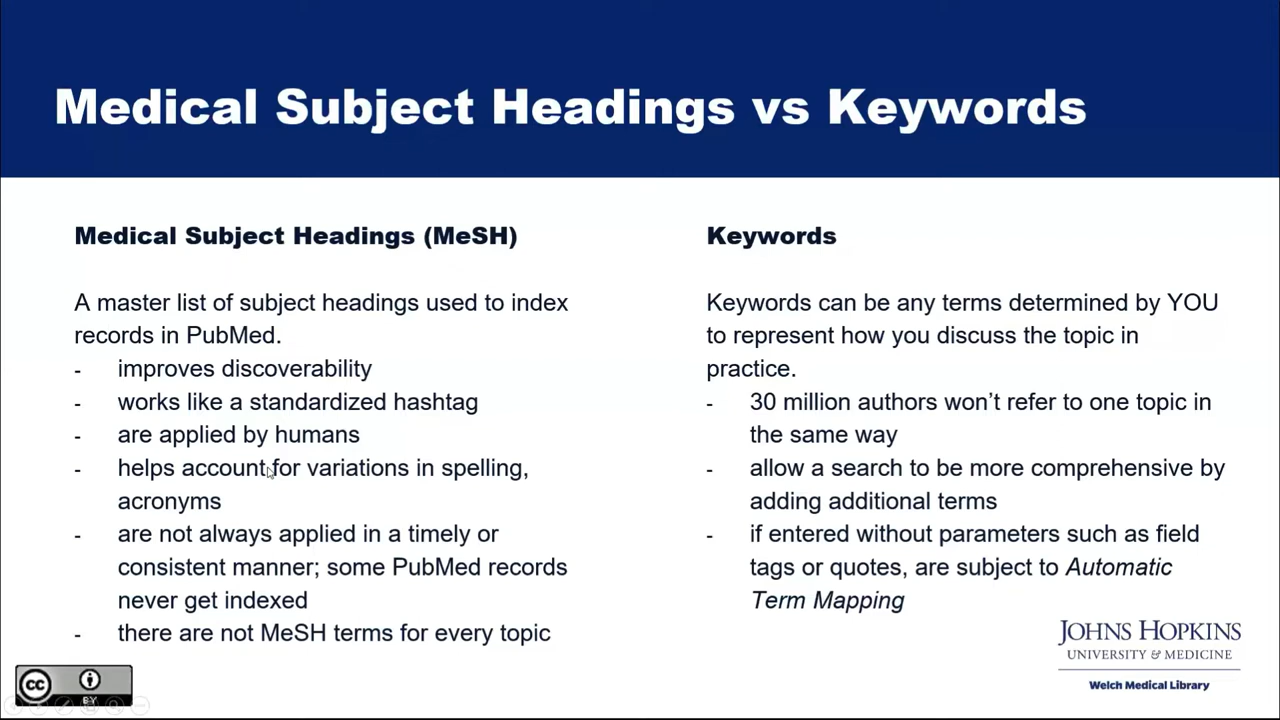 Medical Subject Headings vs Keywords
Medical Subject Headings (MeSH)
A master list of subject headings used to index
records in PubMed.
- improves discoverability
- works like a standardized hashtag
- are applied by humans
- helps account for variations in spelling,
acronyms
- are not always applied in a timely or
consistent manner; some PubMed records
never get indexed
- there are not MeSH terms for every topic
Keywords
Keywords can be any terms determined by YOU
to represent how you discuss the topic in
practice.
- 30 million authors won’t refer to one topic in
the same way
- allow a search to be more comprehensive by
adding additional terms
- if entered without parameters such as field
tags or quotes, are subject to Automatic
Term Mapping
JOHNS HOPKINS
UNIVERSITY & MEDICINE
Welch Medical Library
CC
BY